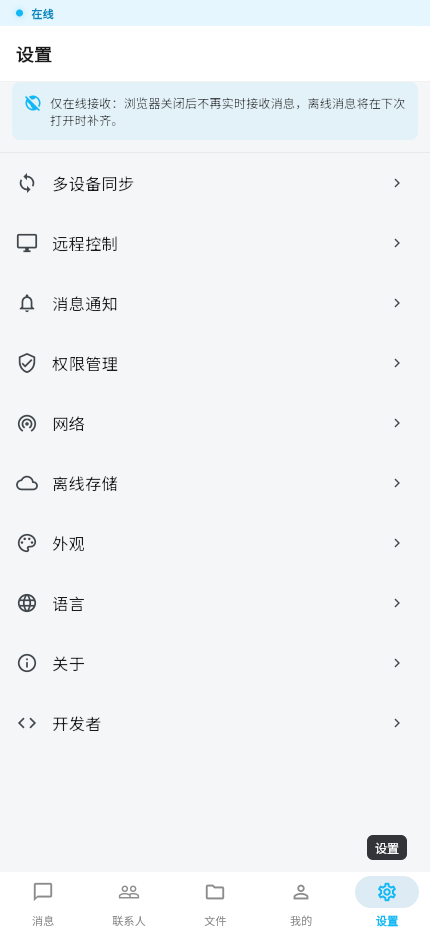 在线
设置
仅在线接收：浏览器关闭后不再实时接收消息，离线消息将在下次
打开时补齐。
多设备同步
远程控制
消息通知
权限管理
网络
离线存储
外观
语言
关于
开发者
设置
消息
联系人
文件
我的
设置